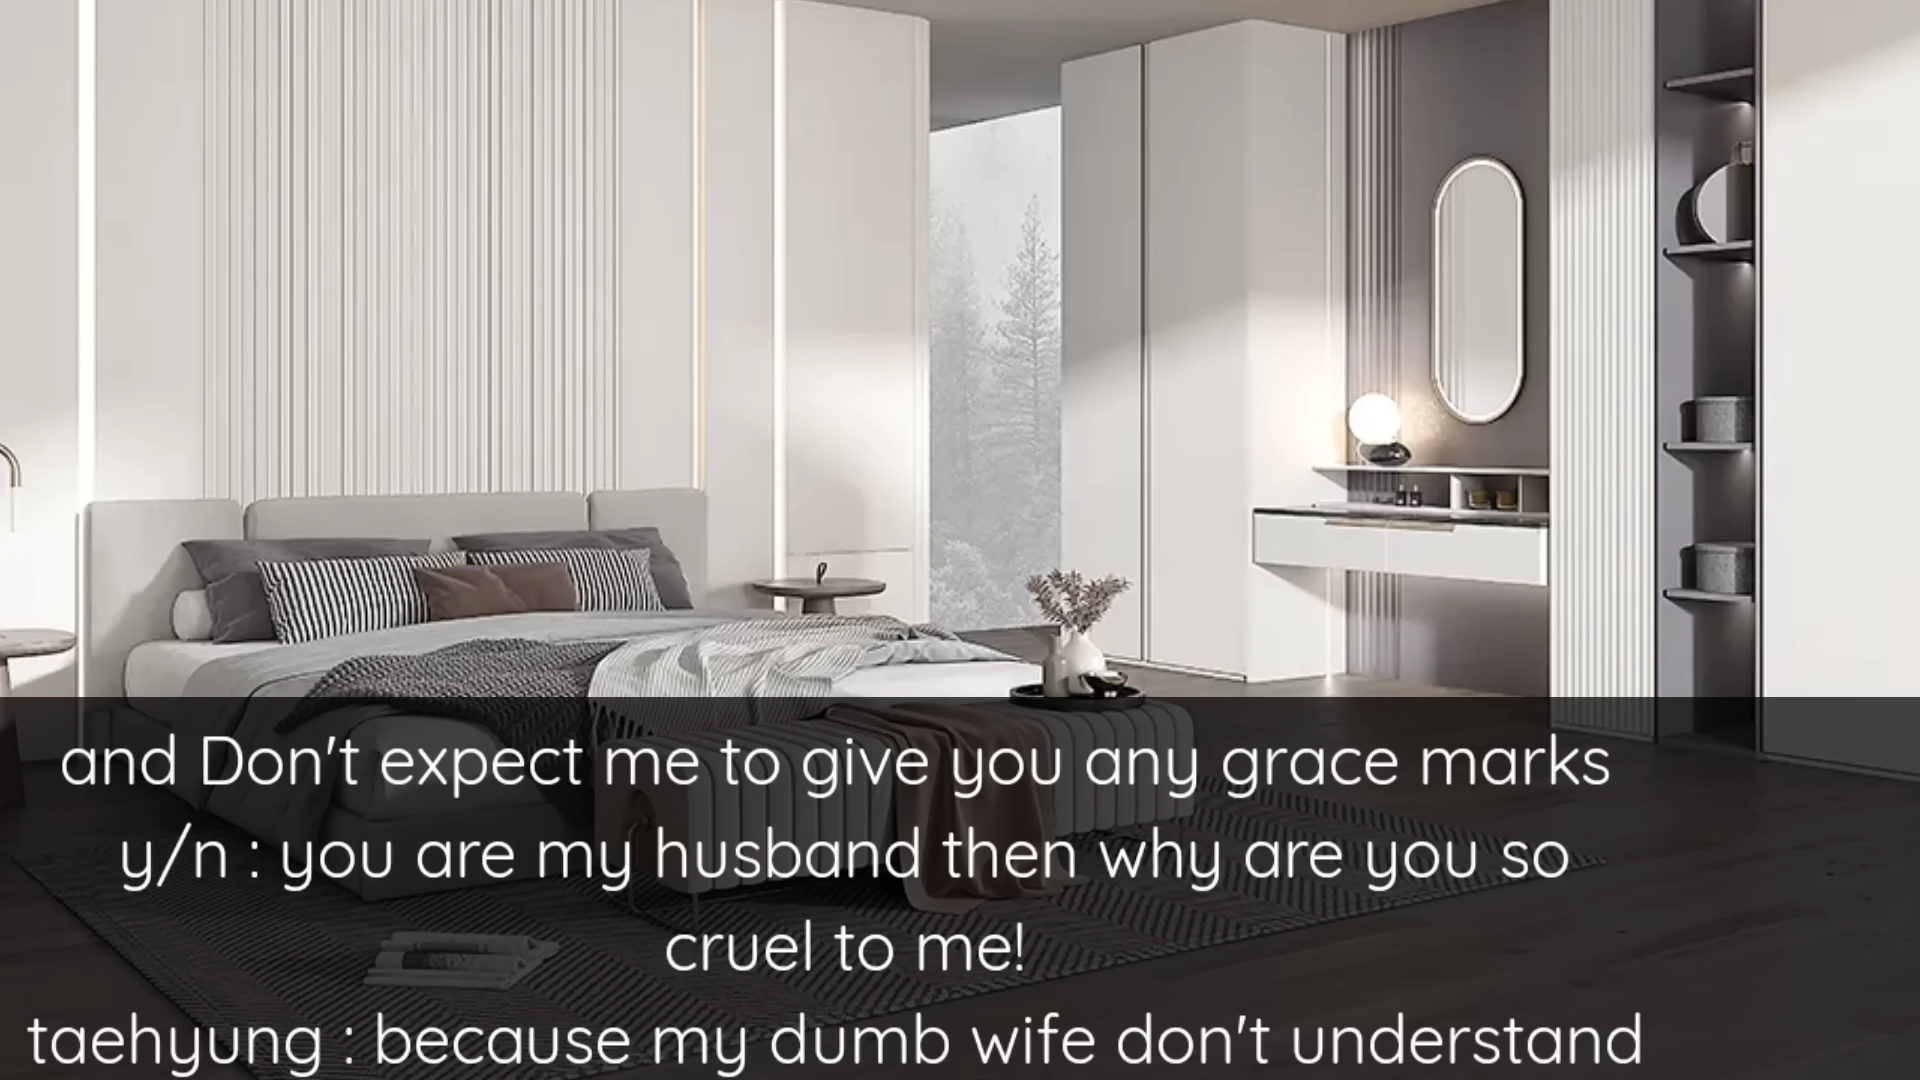 and Don't expect me to give you any grace marks
y/n : you are my husband then why are you so
cruel to me!
taehyung : because my dumb wife don't understand